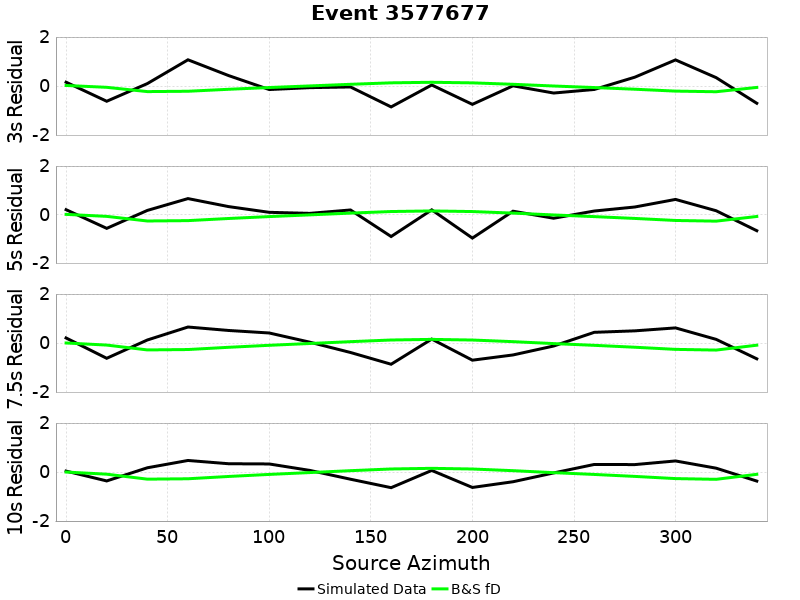 Event 3577677
3s Residual
2
0
-2
5s Residual
2
0
-2
7.5s Residual
2
0
-2
10s Residual
2
0
-2
0 50 100 150 200 250 300
Source Azimuth
Simulated Data B&S fD